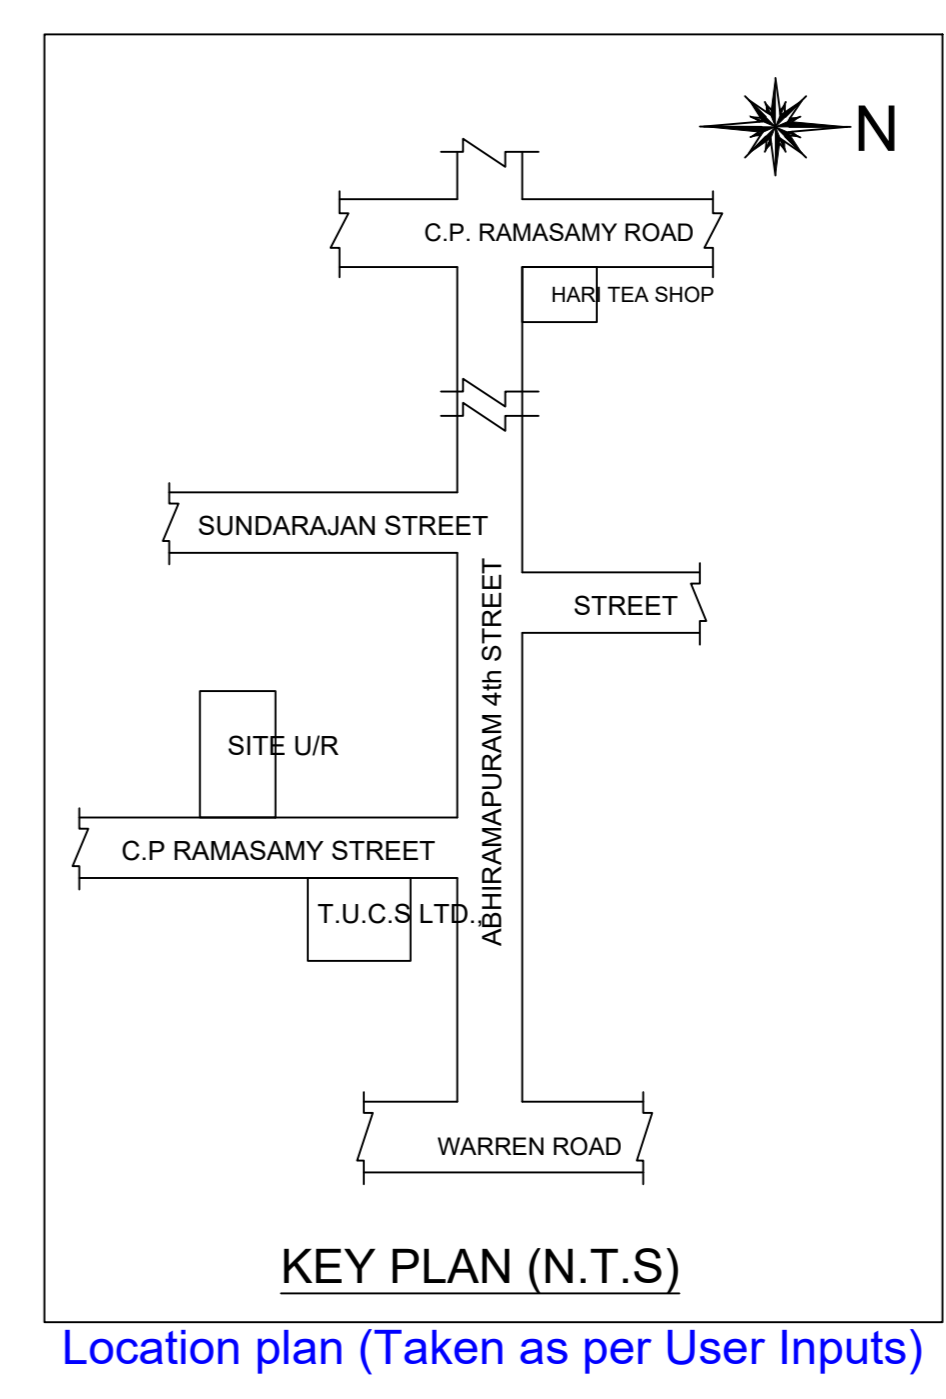 N
C.P. RAMASAMY ROAD
HARI TEA SHOP
SUNDARAJAN STREET
STREET
ABHIRAMAPURAM 4th STREET
SITE U/R
C.P RAMASAMY STREET
T.U.C.S LTD.,
WARREN ROAD
KEY PLAN (N.T.S)
Location plan (Taken as per User Inputs)